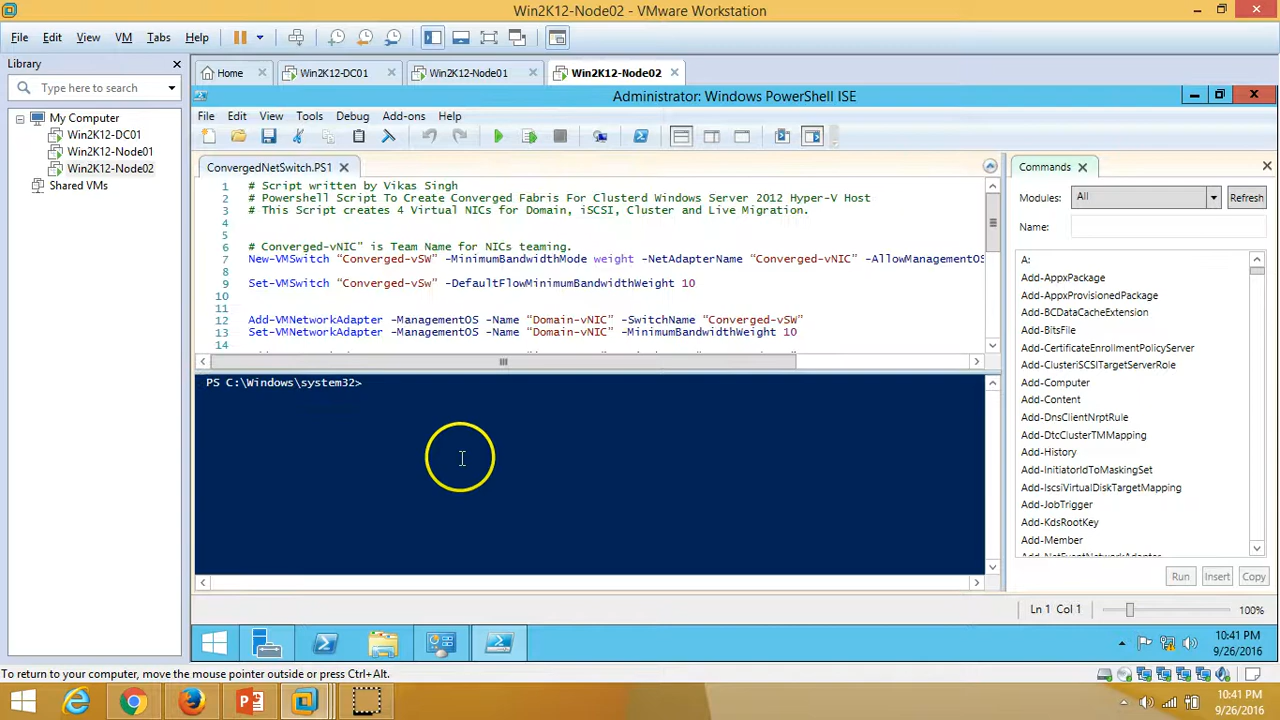 Win2K12-Node02 - VMware Workstation
File Edit View VM Tabs Help
Library
Type here to search
My Computer
Win2K12-DC01
Win2K12-Node01
Win2K12-Node02
Shared VMs
Home
Win2K12-DC01
Win2K12-Node01
Win2K12-Node02
Administrator: Windows PowerShell ISE
File Edit View Tools Debug Add-ons Help
ConvergedNetSwitch.PS1
1 # Script written by Vikas Singh
2 # Powershell Script To Create Converged Fabris For Clusterd Windows Server 2012 Hyper-V Host
3 # This Script creates 4 Virtual NICs for Domain, iSCSI, Cluster and Live Migration.
4
5
6 # Converged-vNIC" is Team Name for NICs teaming.
7 New-VMSwitch “Converged-vSW” –MinimumBandwidthMode weight –NetAdapterName “Converged-vNIC” –AllowManagementOS
8
9 Set-VMSwitch “Converged-vSw” –DefaultFlowMinimumBandwidthWeight 10
10
11
12 Add-VMNetworkAdapter –ManagementOS –Name “Domain-vNIC” –SwitchName “Converged-vSW”
13 Set-VMNetworkAdapter –ManagementOS –Name “Domain-vNIC” –MinimumBandwidthWeight 10
14
PS C:\Windows\system32>
Commands
Modules: All Refresh
Name:
A:
Add-AppxPackage
Add-AppxProvisionedPackage
Add-BCDataCacheExtension
Add-BitsFile
Add-CertificateEnrollmentPolicyServer
Add-ClusteriSCSITargetServerRole
Add-Computer
Add-Content
Add-DnsClientNrptRule
Add-DtcClusterTMMapping
Add-History
Add-InitiatorIdToMaskingSet
Add-IscsiVirtualDiskTargetMapping
Add-JobTrigger
Add-KdsRootKey
Add-Member
Add-NetEventNetworkAdapter
Run Insert Copy
Ln 1 Col 1
100%
10:41 PM
9/26/2016
To return to your computer, move the mouse pointer outside or press Ctrl+Alt.
10:41 PM
9/26/2016